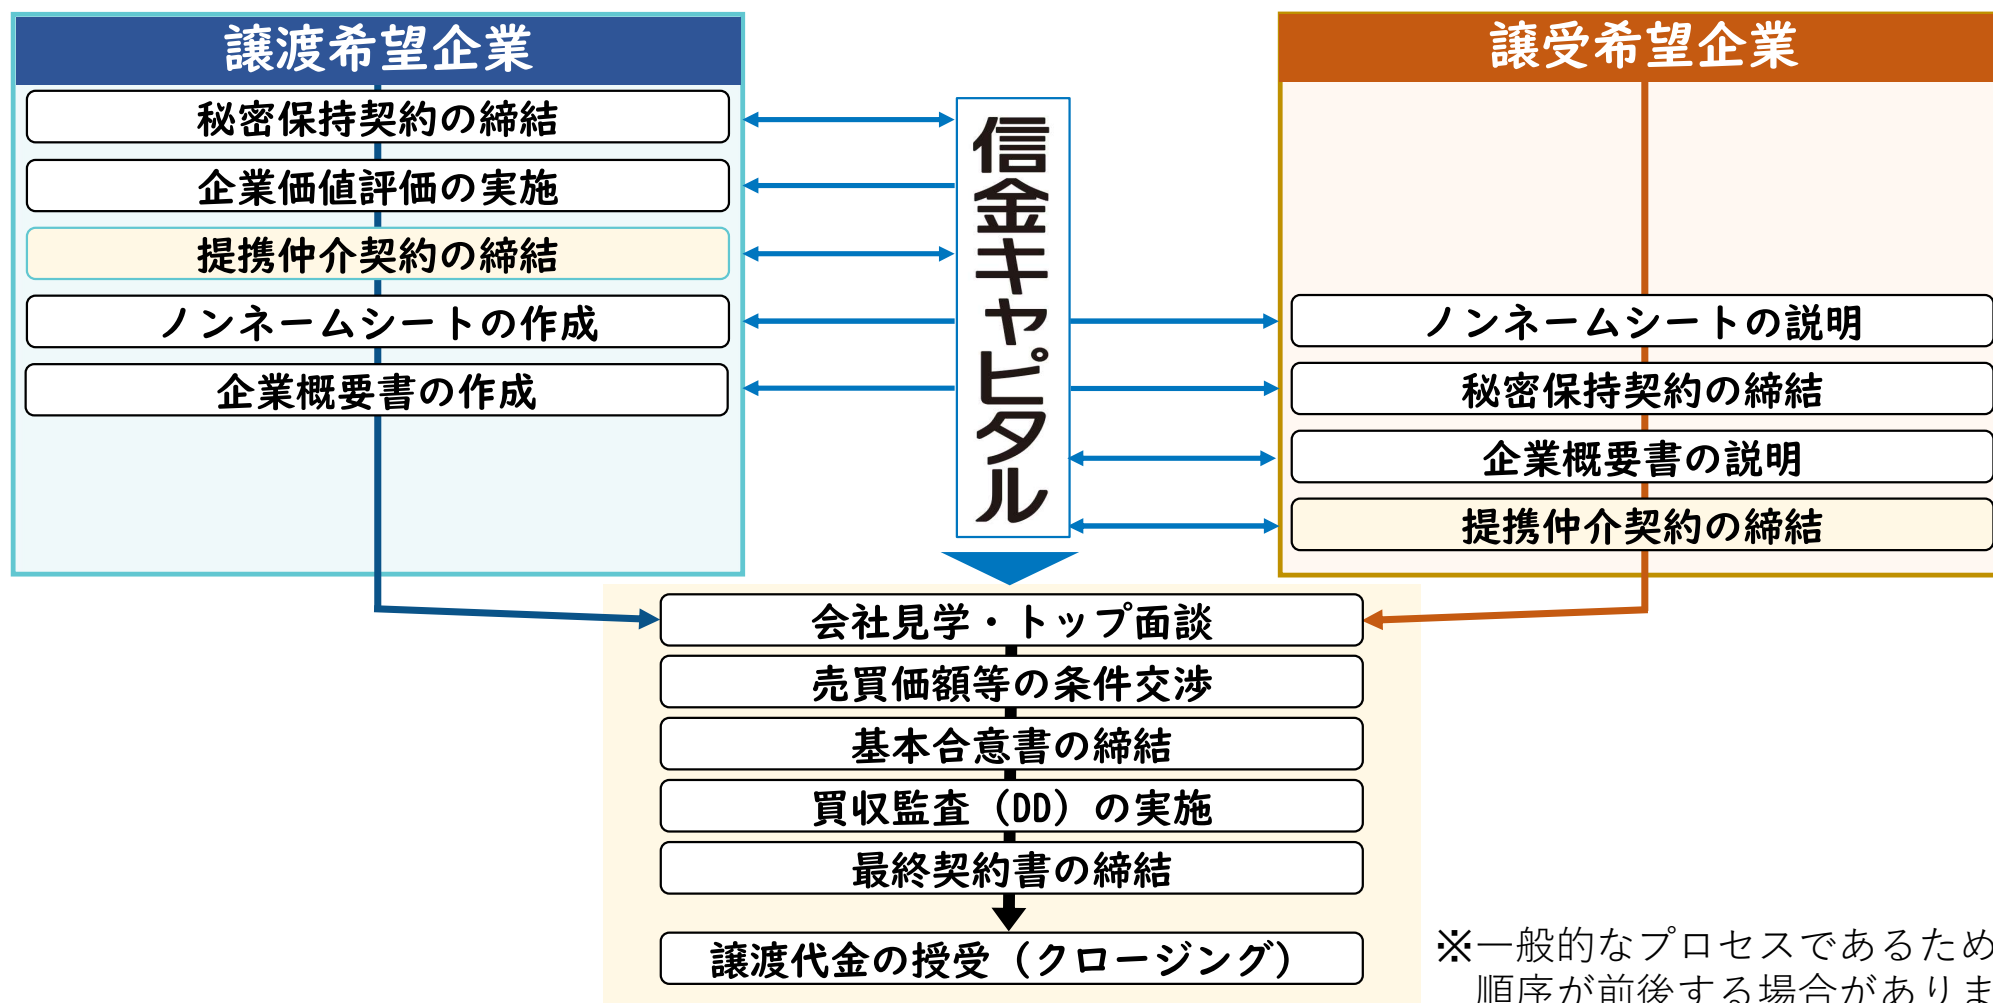 譲渡希望企業
秘密保持契約の締結
企業価値評価の実施
提携仲介契約の締結
ノンネームシートの作成
企業概要書の作成
信金キャピタル
譲受希望企業
ノンネームシートの説明
秘密保持契約の締結
企業概要書の説明
提携仲介契約の締結
会社見学・トップ面談
売買価額等の条件交渉
基本合意書の締結
買収監査（DD）の実施
最終契約書の締結
譲渡代金の授受（クロージング）
※一般的なプロセスであるため
順序が前後する場合がありま